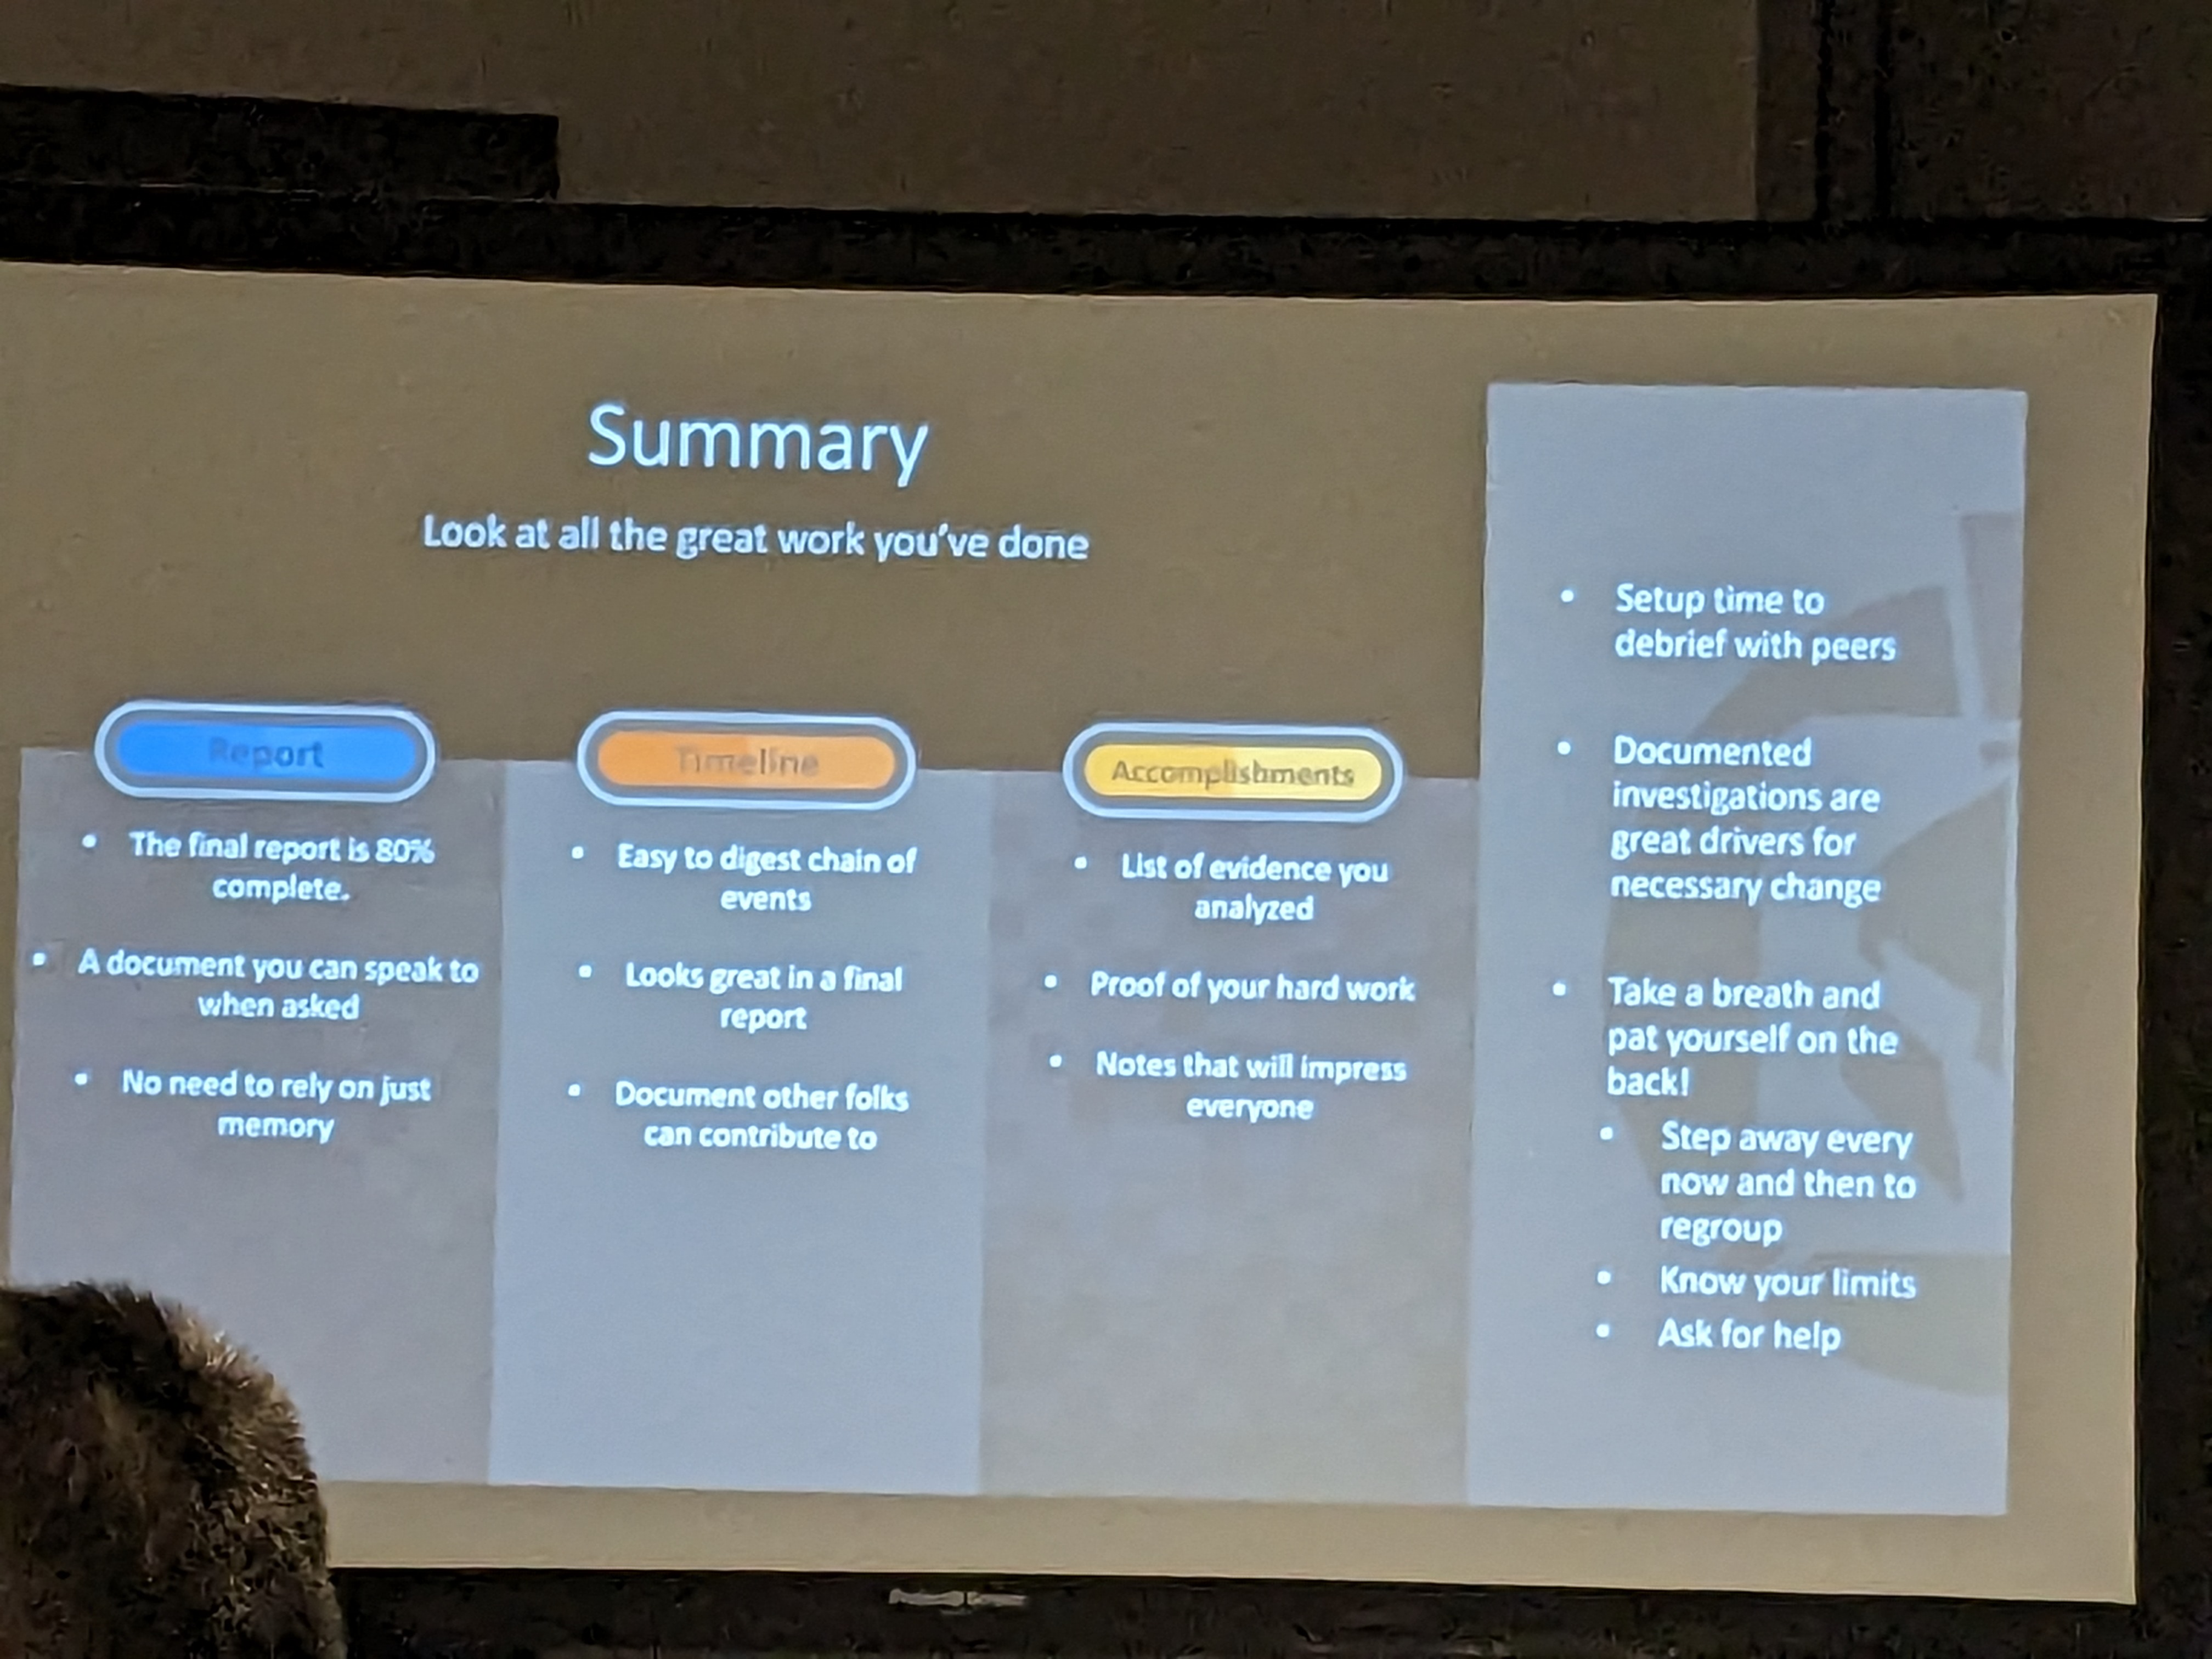 Summary
Look at all the great work you've done
Report
The final report is 80%
complete.
A document you can speak to
when asked
No need to rely on just
memory
Timeline
Easy to digest chain of
events
Looks great in a final
report
Document other folks
can contribute to
Accomplishments
List of evidence you
analyzed
Proof of your hard work
Notes that will impress
everyone
Setup time to
debrief with peers
Documented
investigations are
great drivers for
necessary change
Take a breath and
pat yourself on the
back!
Step away every
now and then to
regroup
Know your limits
Ask for help